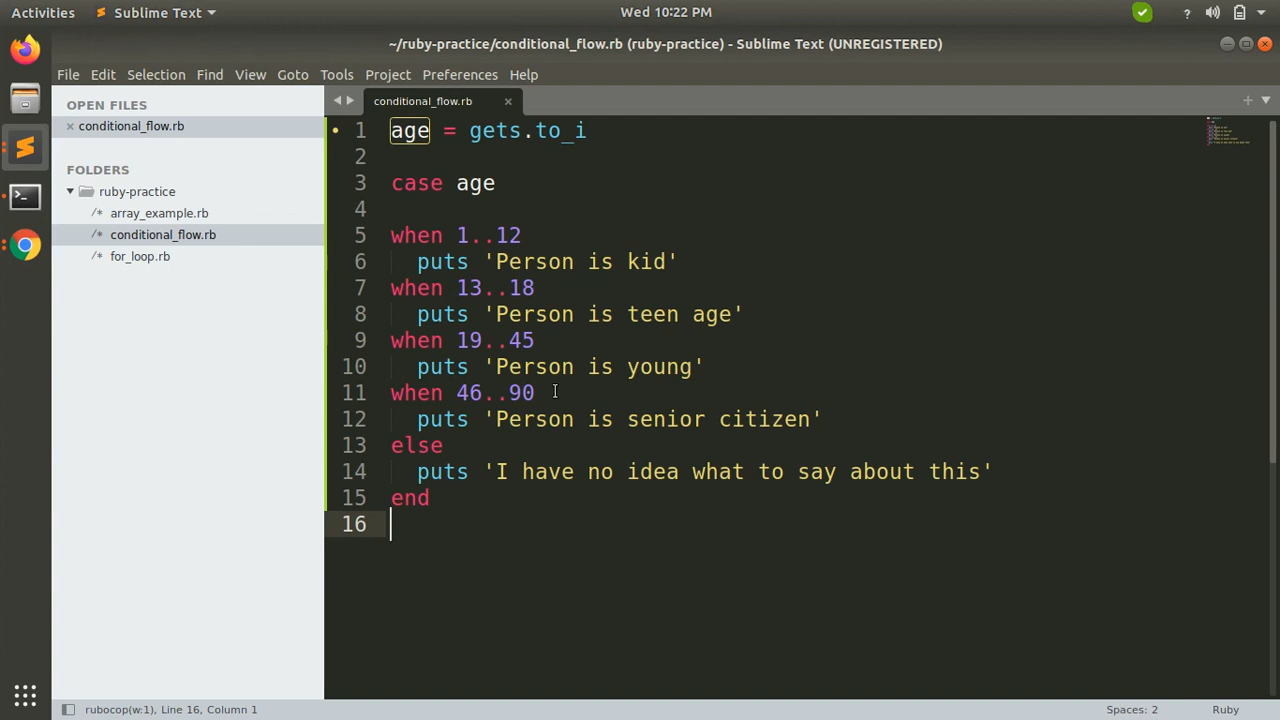 Activities Sublime Text Wed 10:22 PM ?
~/ruby-practice/conditional_flow.rb (ruby-practice) - Sublime Text (UNREGISTERED)
File Edit Selection Find View Goto Tools Project Preferences Help
OPEN FILES
conditional_flow.rb
FOLDERS
ruby-practice
/* array_example.rb
/* conditional_flow.rb
/* for_loop.rb
conditional_flow.rb
1 age = gets.to_i
2
3 case age
4
5 when 1..12
6   puts 'Person is kid'
7 when 13..18
8   puts 'Person is teen age'
9 when 19..45
10   puts 'Person is young'
11 when 46..90
12   puts 'Person is senior citizen'
13 else
14   puts 'I have no idea what to say about this'
15 end
16
rubocop(w:1), Line 16, Column 1 Spaces: 2 Ruby